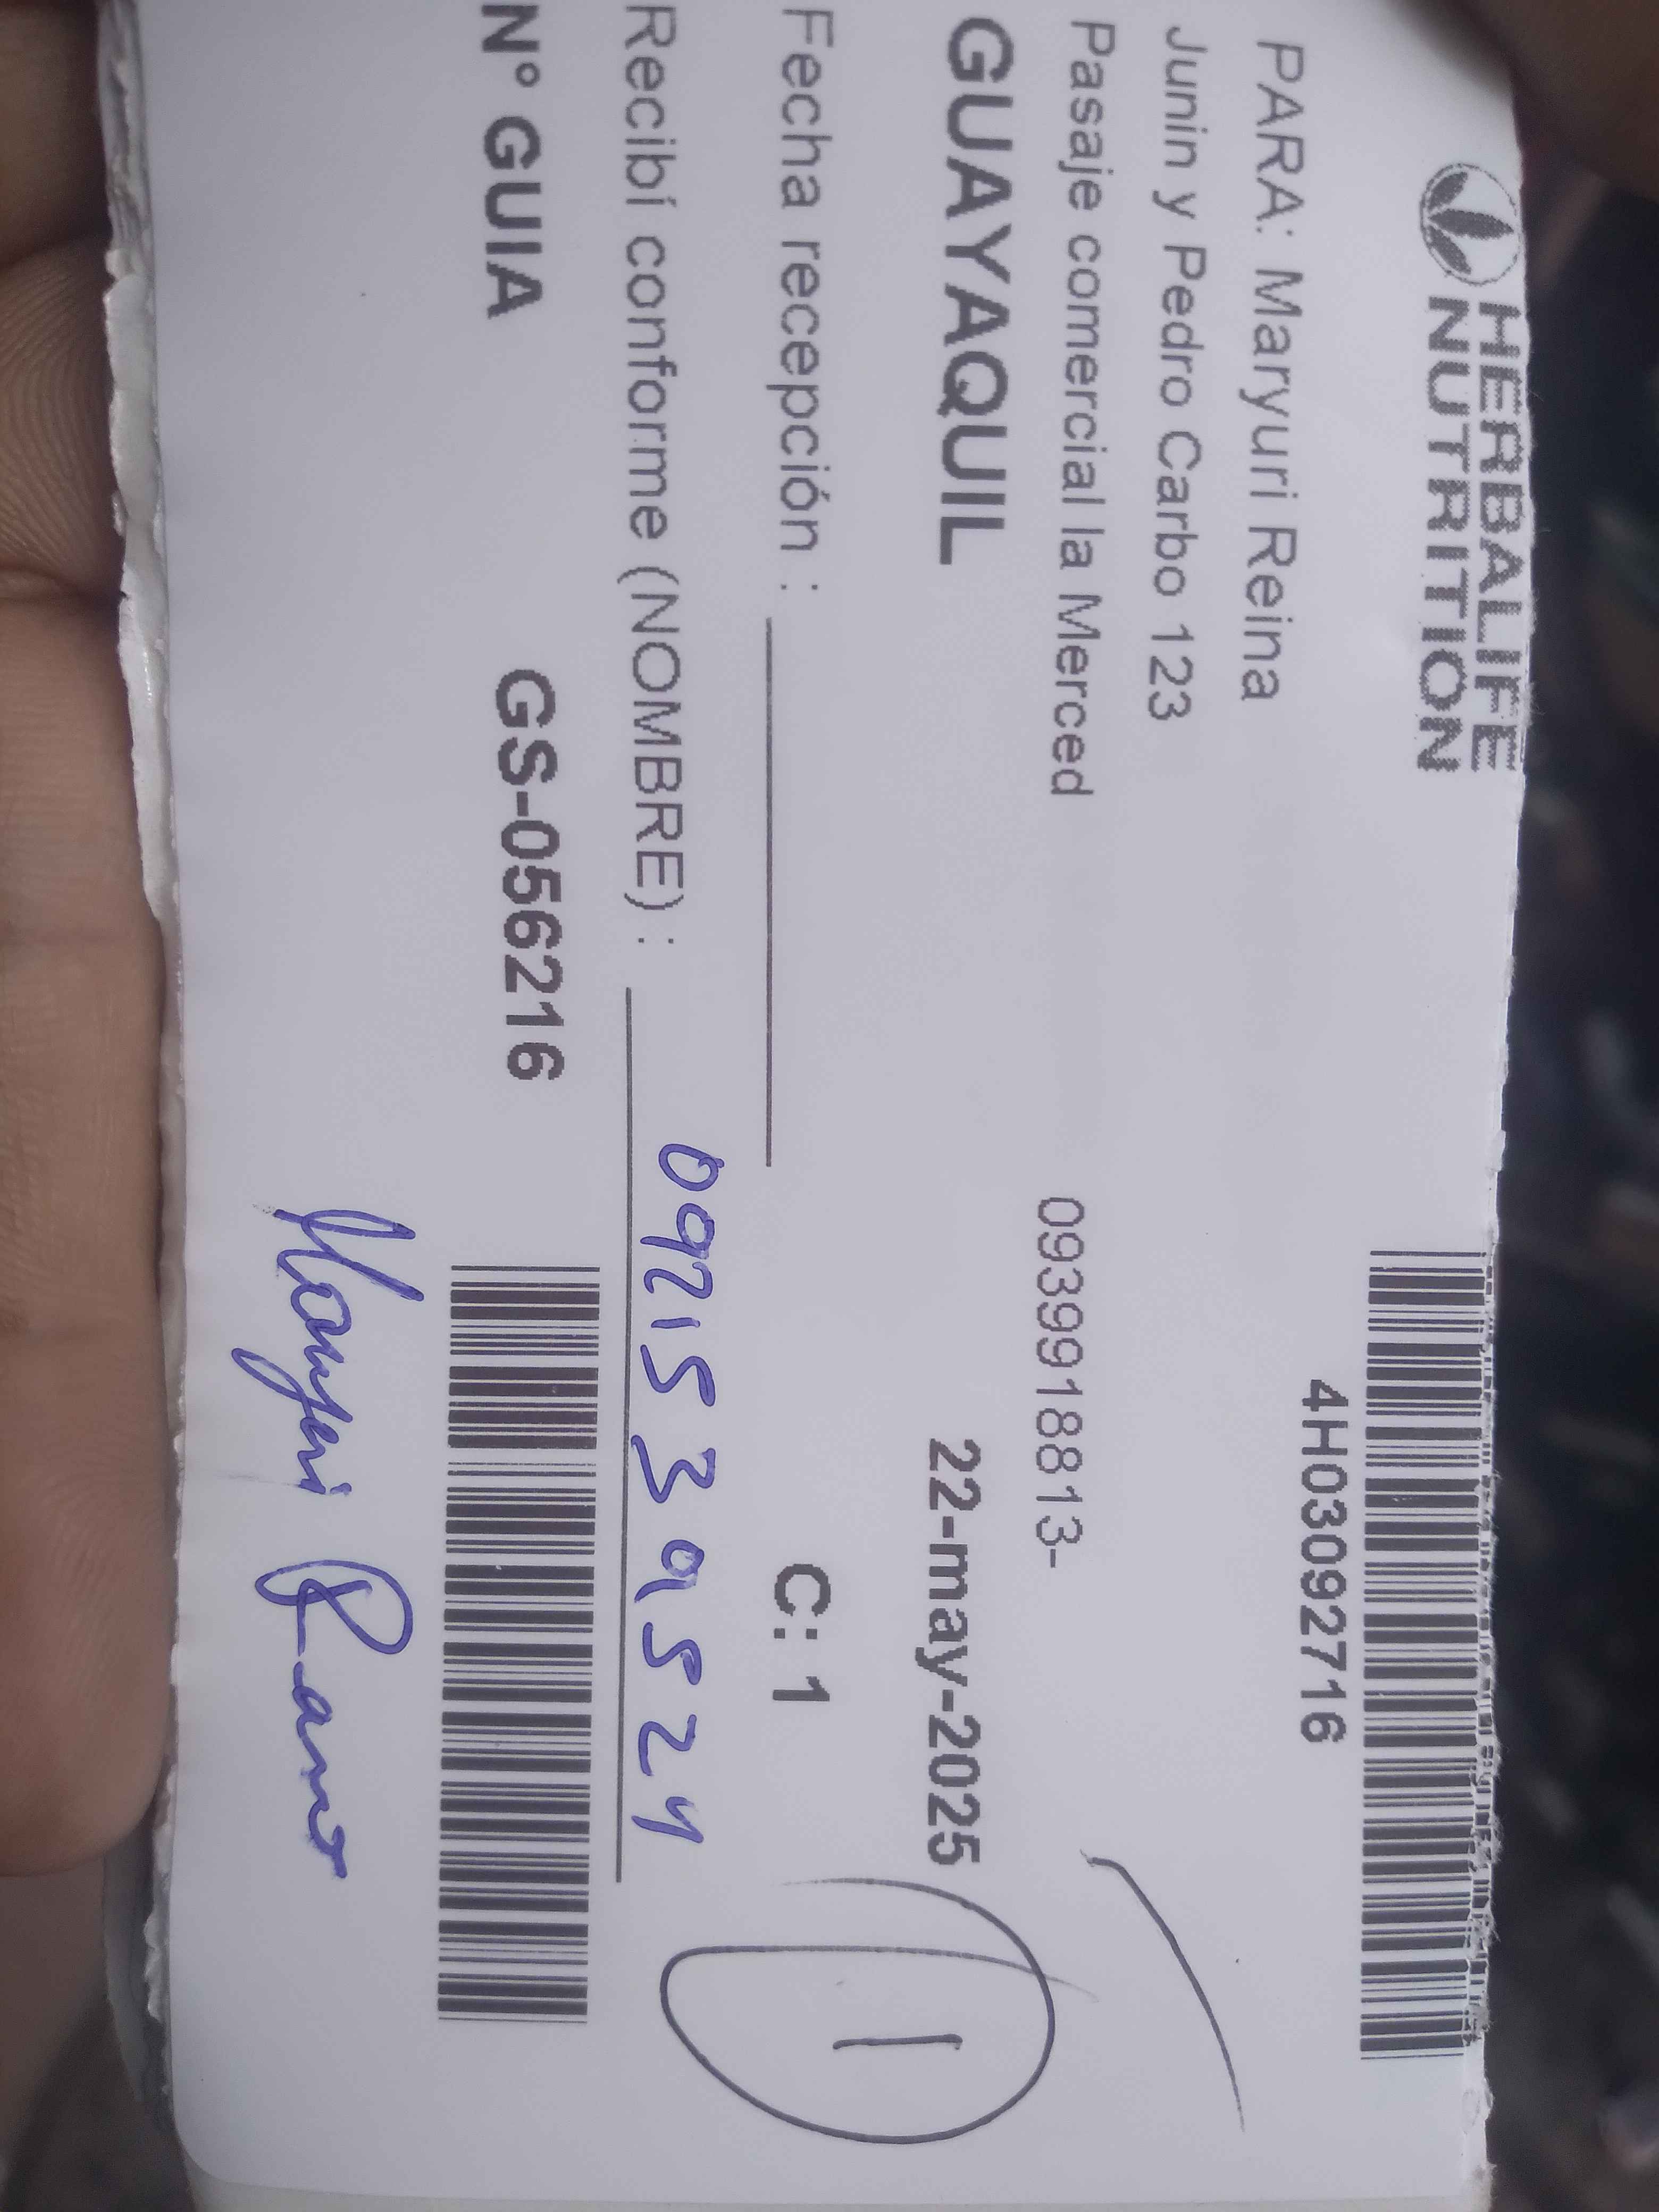 HERBALIFE
NUTRITION
4H03092716
PARA: Maryuri Reina
Junin y Pedro Carbo 123
Pasaje comercial la Merced
0939918813-
GUAYAQUIL
22-may-2025
Fecha recepción :
C: 1
1
Recibí conforme (NOMBRE) :
0921539524
N° GUIA
GS-056216